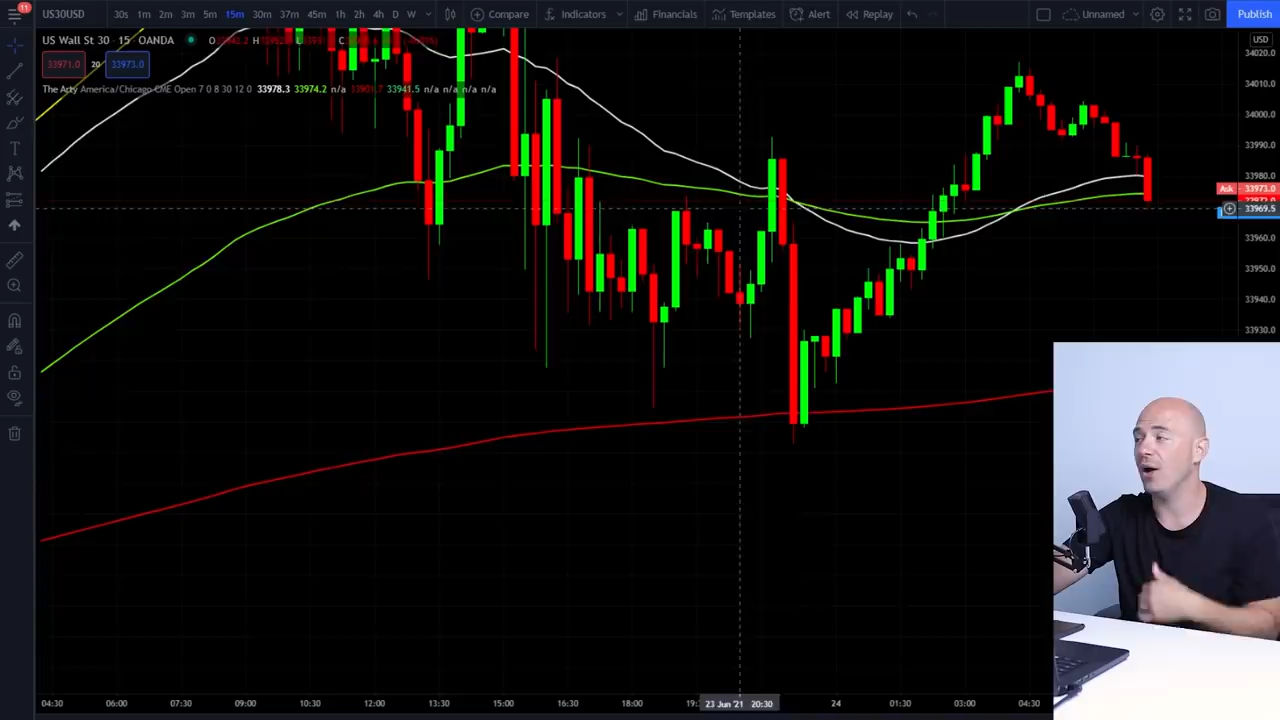 11
US30USD
30s 1m 2m 3m 5m 15m 30m 37m 45m 1h 2h 4h D W
Compare
Indicators
Financials
Templates
Alert
Replay
Unnamed
Publish
US Wall St 30 · 15 OANDA
O H C
33971.0 20 33973.0
The Arty America/Chicago CME Open 7 0 8 30 12 0 33978.3 33974.2 n/a 33941.5 n/a n/a n/a n/a
USD
34020.0
34010.0
34000.0
33990.0
33980.0
Ask 33973.0
33969.5
33960.0
33950.0
33940.0
33930.0
04:30 06:00 07:30 09:00 10:30 12:00 13:30 15:00 16:30 18:00 23 Jun '21 20:30 24 01:30 03:00 04:30